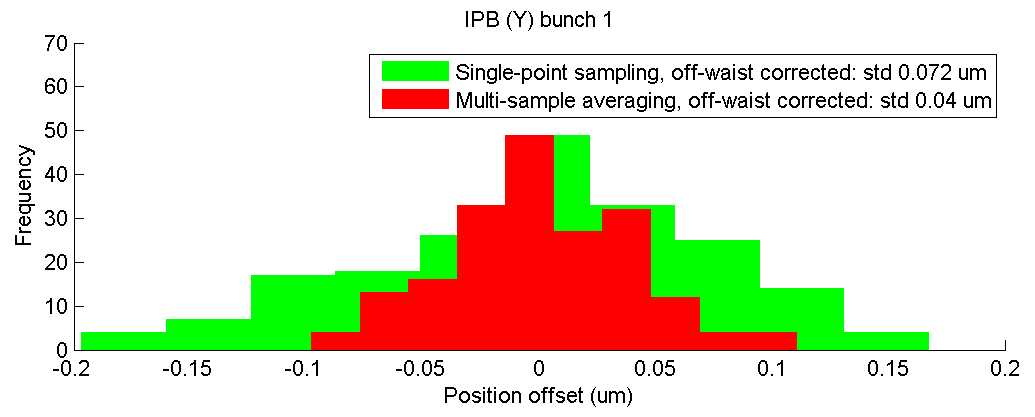 IPB (Y) bunch 1
70
60
50
40
30
20
10
0
Frequency
Single-point sampling, off-waist corrected: std 0.072 um
Multi-sample averaging, off-waist corrected: std 0.04 um
-0.2 -0.15 -0.1 -0.05 0 0.05 0.1 0.15 0.2
Position offset (um)